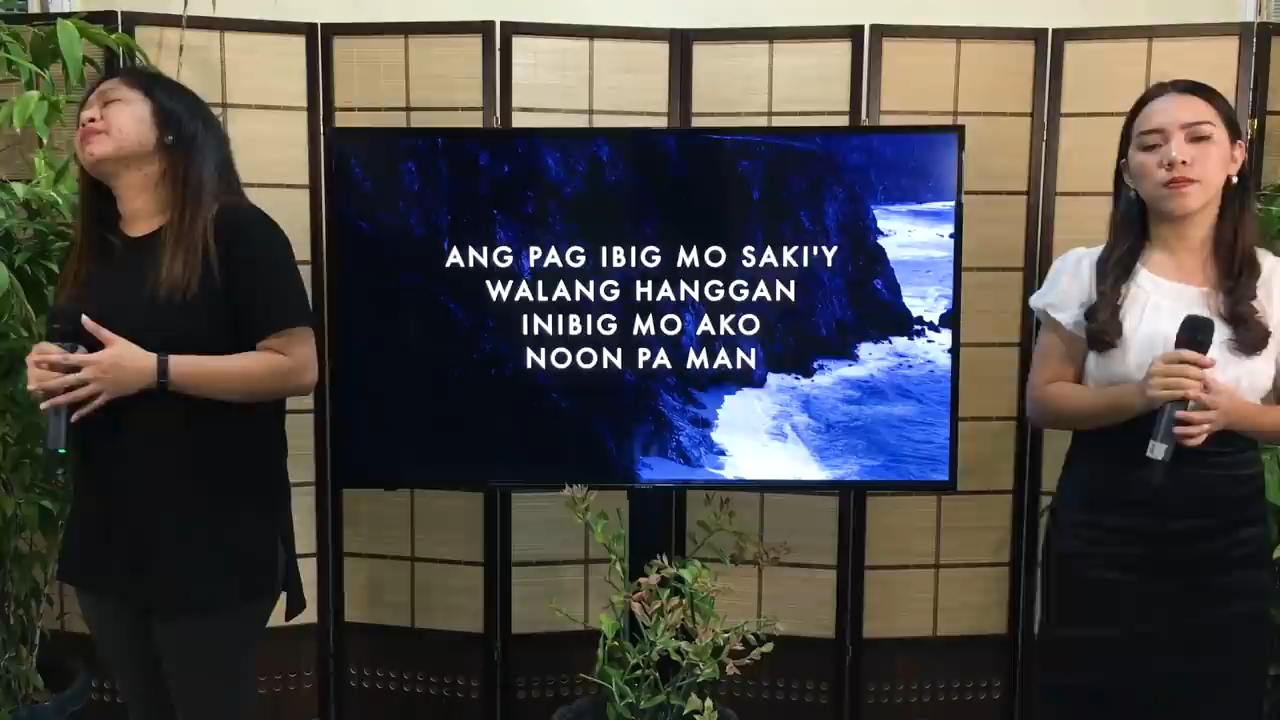 ANG PAG IBIG MO SAKI'Y
WALANG HANGGAN
INIBIG MO AKO
NOON PA MAN